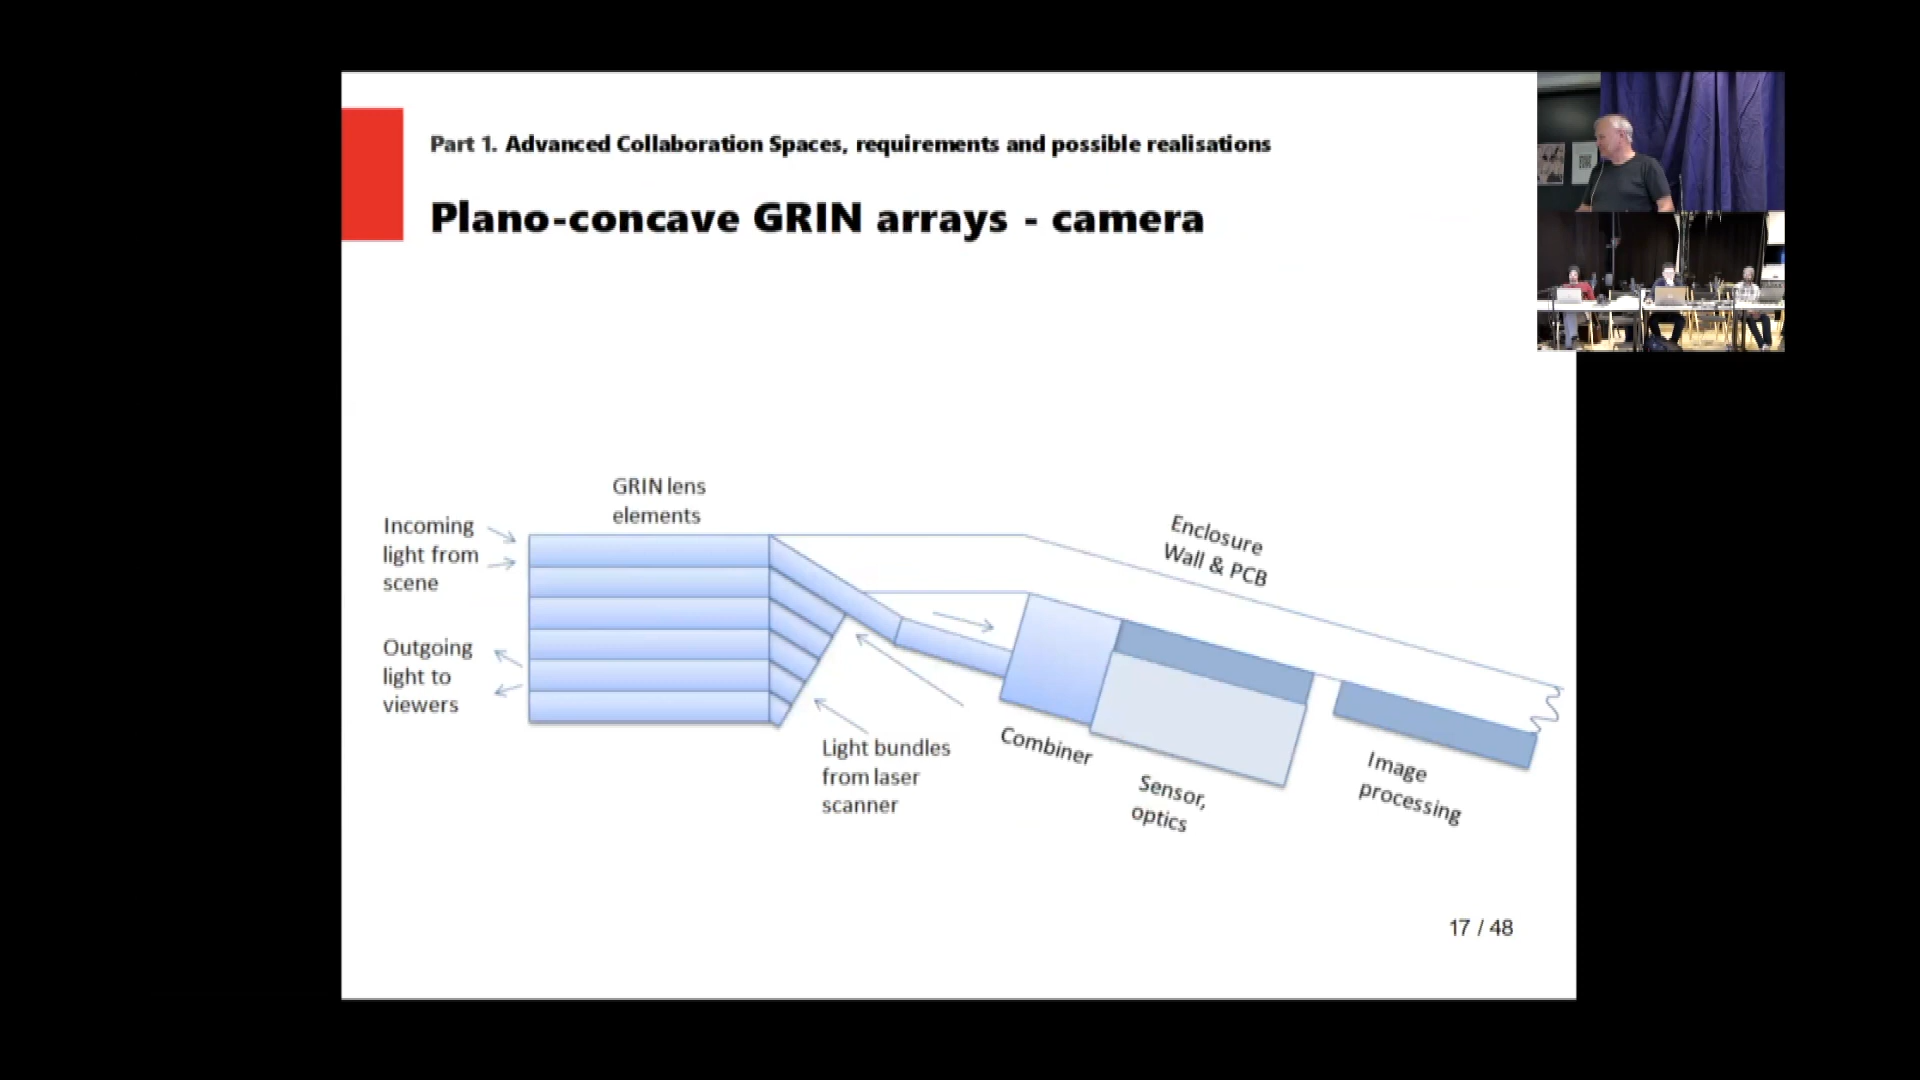 Part 1. Advanced Collaboration Spaces, requirements and possible realisations
Plano-concave GRIN arrays - camera
GRIN lens
elements
Incoming
light from
scene
Outgoing
light to
viewers
Enclosure
Wall & PCB
Light bundles
from laser
scanner
Combiner
Sensor,
optics
Image
processing
17 / 48